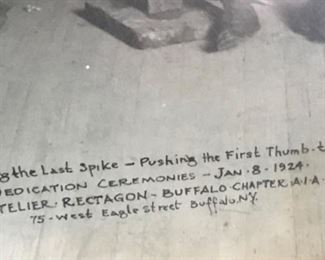 g the Last Spike - Pushing the First Thumb-t
EDICATION CEREMONIES - JAN. 8. 1924.
TELIER. RECTAGON - BUFFALO. CHAPTER. A.I.A.
75 - West Eagle Street Buffalo. N.Y.